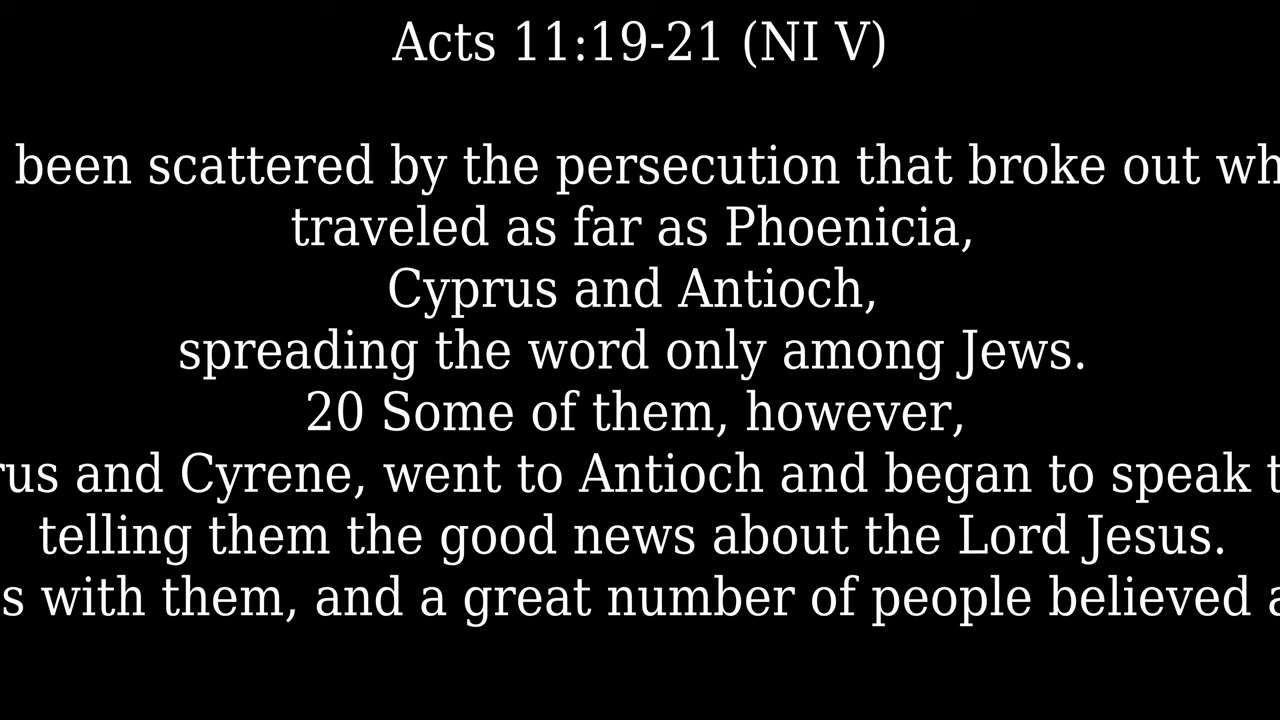 Acts 11:19-21 (NI V)
been scattered by the persecution that broke out wh
traveled as far as Phoenicia,
Cyprus and Antioch,
spreading the word only among Jews.
20 Some of them, however,
rus and Cyrene, went to Antioch and began to speak t
telling them the good news about the Lord Jesus.
s with them, and a great number of people believed a